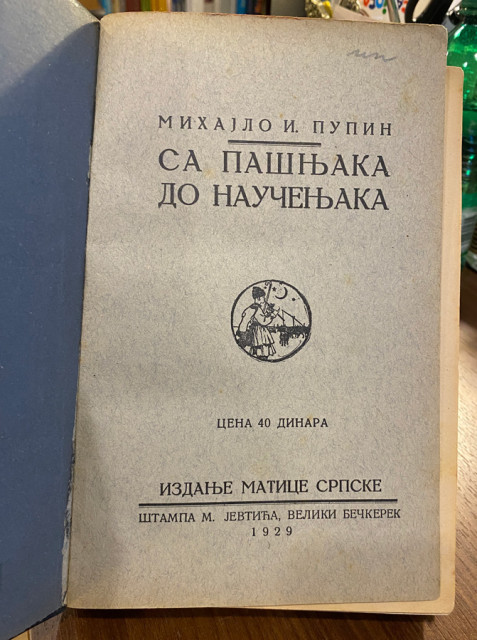 МИХАЈЛО И. ПУПИН
СА ПАШЊАКА
ДО НАУЧЕЊАКА
ЦЕНА 40 ДИНАРА
ИЗДАЊЕ МАТИЦЕ СРПСКЕ
ШТАМПА М. ЈЕВТИЋА, ВЕЛИКИ БЕЧКЕРЕК
1929